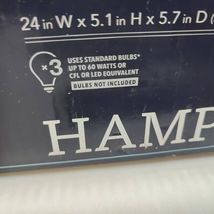 24 in W x 5.1 in H x 5.7 in D (
×3
USES STANDARD BULBS*
UP TO 60 WATTS OR
CFL OR LED EQUIVALENT
BULBS NOT INCLUDED
HAMP